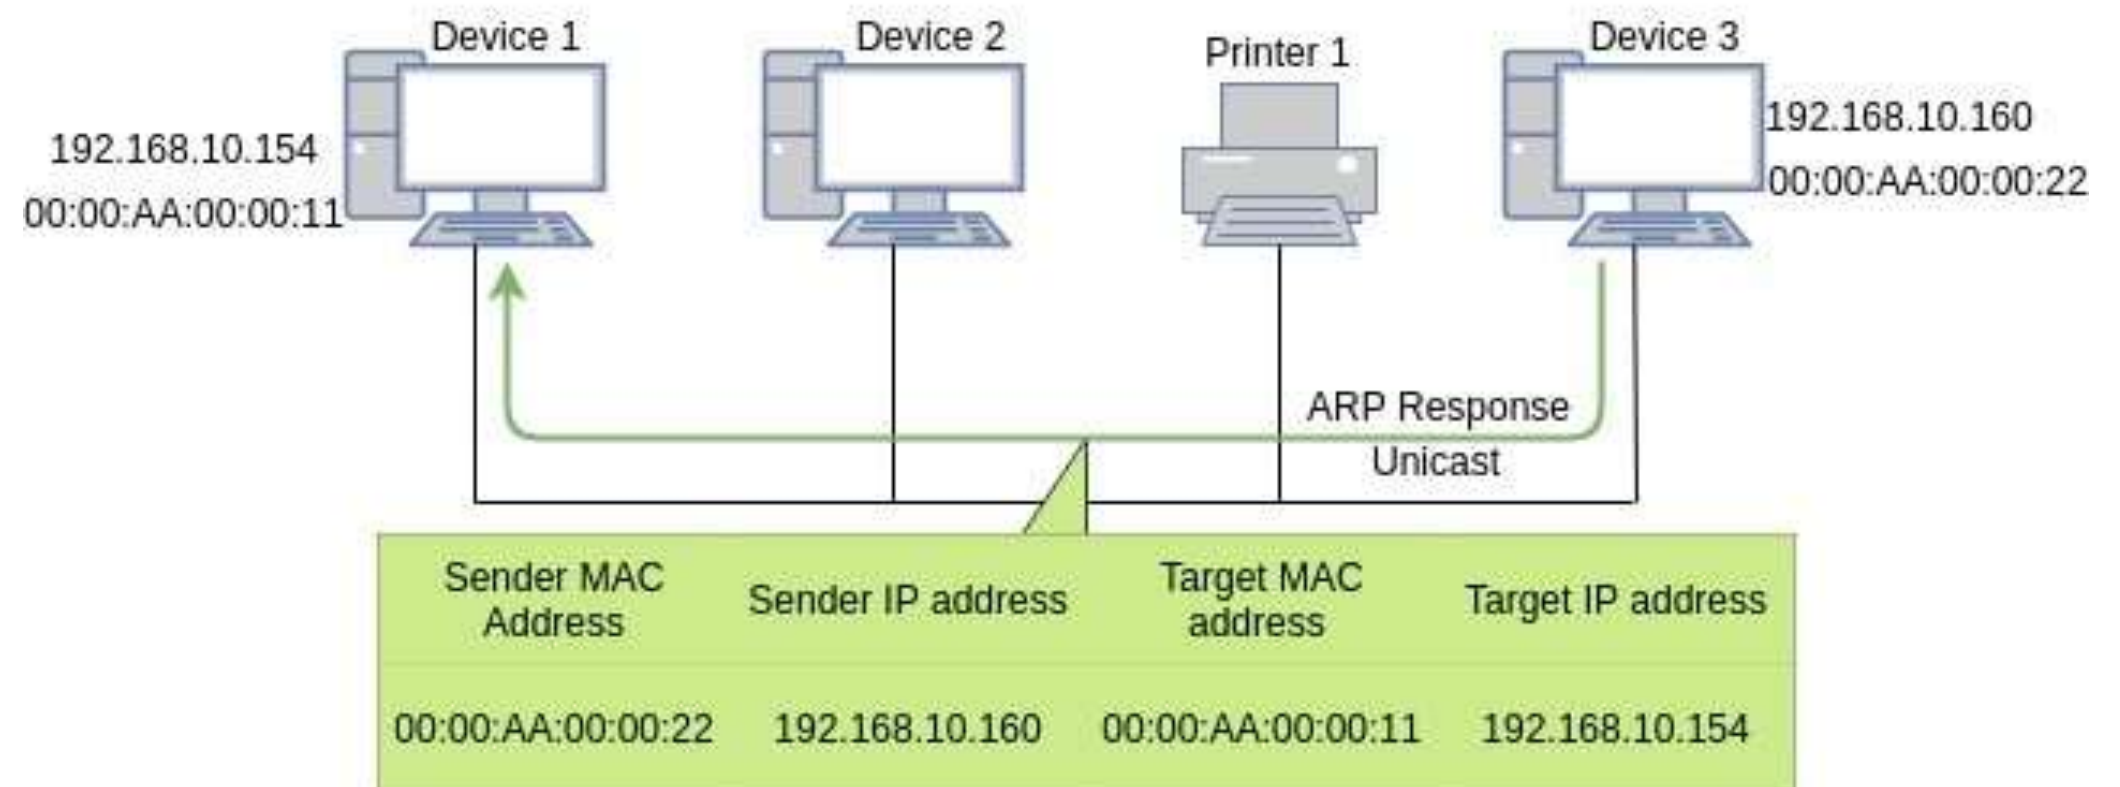 Device 1
Device 2
Printer 1
Device 3
192.168.10.154
00:00:AA:00:00:11
192.168.10.160
00:00:AA:00:00:22
ARP Response
Unicast
Sender MAC
Address
Sender IP address
Target MAC
address
Target IP address
00:00:AA:00:00:22
192.168.10.160
00:00:AA:00:00:11
192.168.10.154